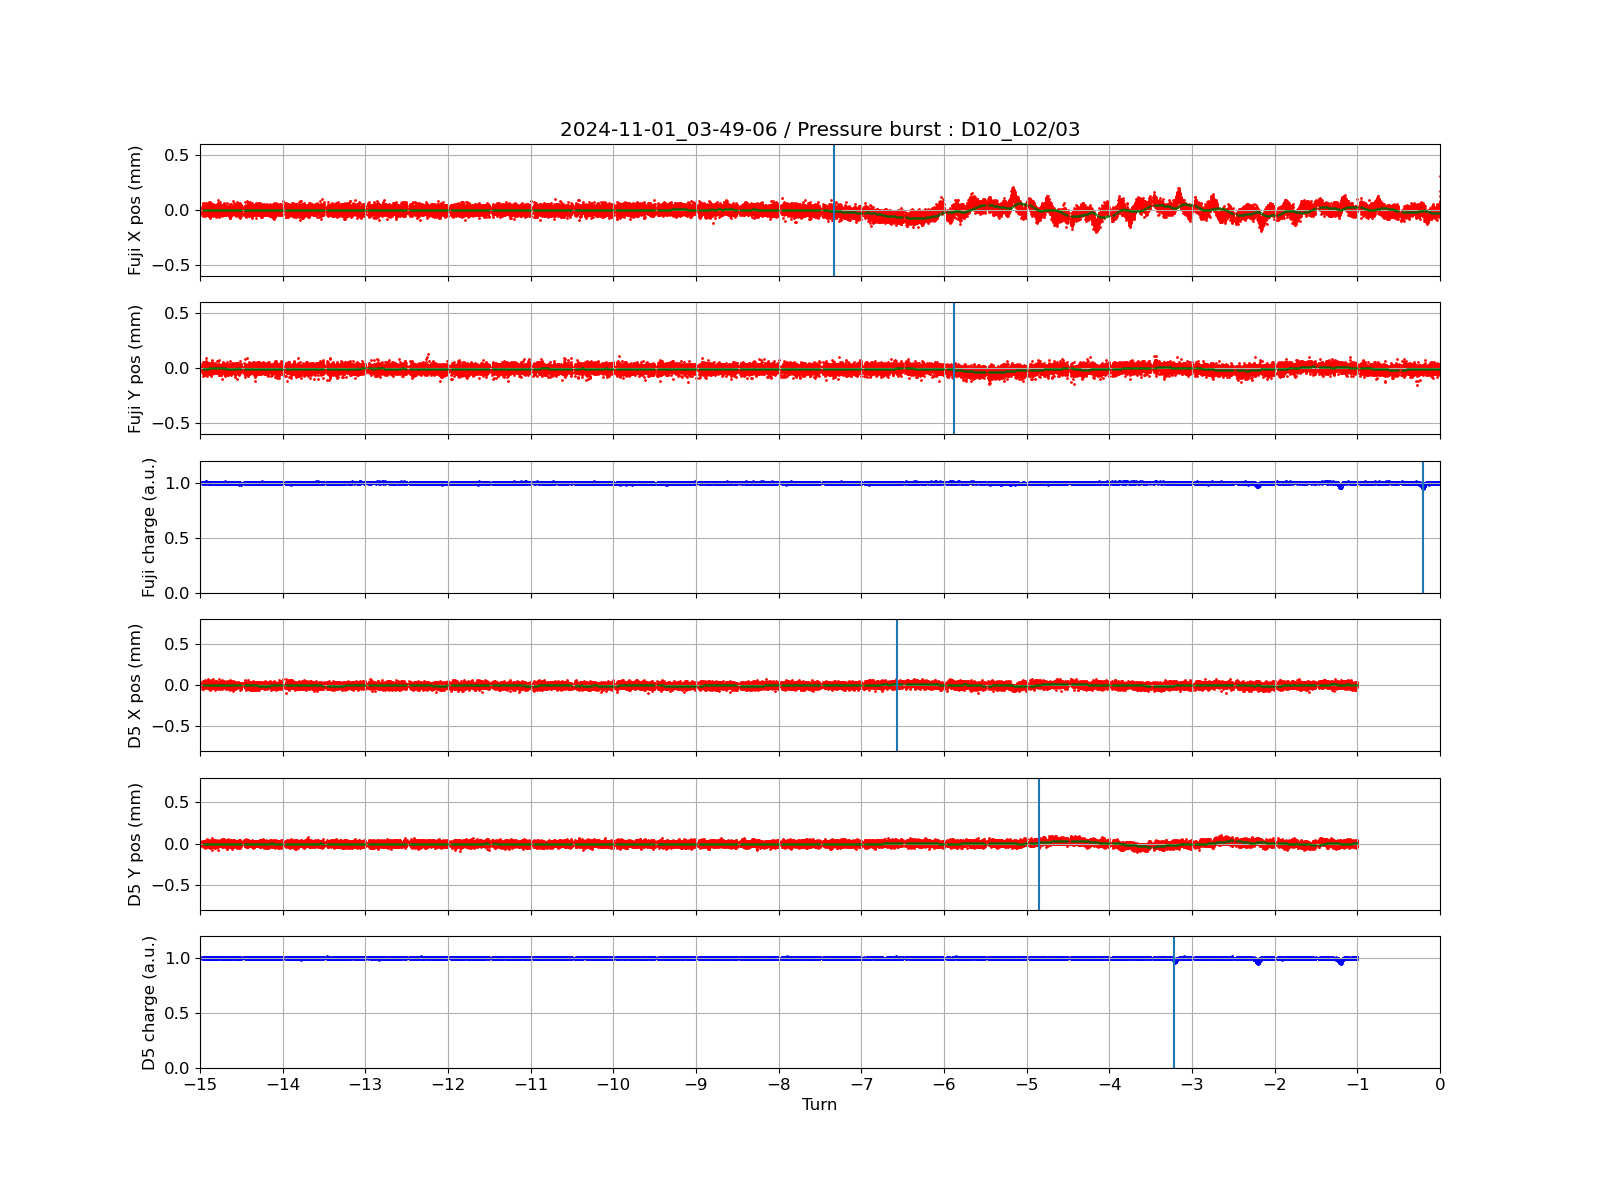 2024-11-01_03-49-06 / Pressure burst : D10_L02/03
Fuji X pos (mm)
0.5
0.0
−0.5
Fuji Y pos (mm)
0.5
0.0
−0.5
Fuji charge (a.u.)
1.0
0.5
0.0
D5 X pos (mm)
0.5
0.0
−0.5
D5 Y pos (mm)
0.5
0.0
−0.5
D5 charge (a.u.)
1.0
0.5
0.0
−15 −14 −13 −12 −11 −10 −9 −8 −7 −6 −5 −4 −3 −2 −1 0
Turn